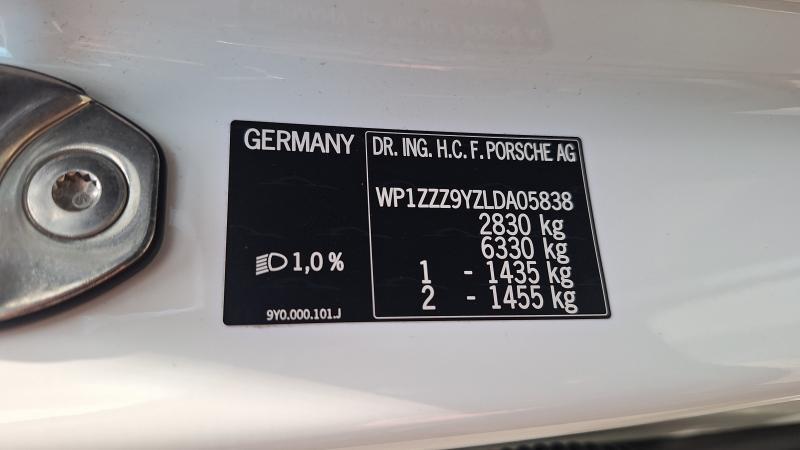 GERMANY
DR. ING. H.C. F. PORSCHE AG
WP1ZZZ9YZLDA05838
2830 kg
6330 kg
1 - 1435 kg
2 - 1455 kg
1,0 %
9Y0.000.101.J